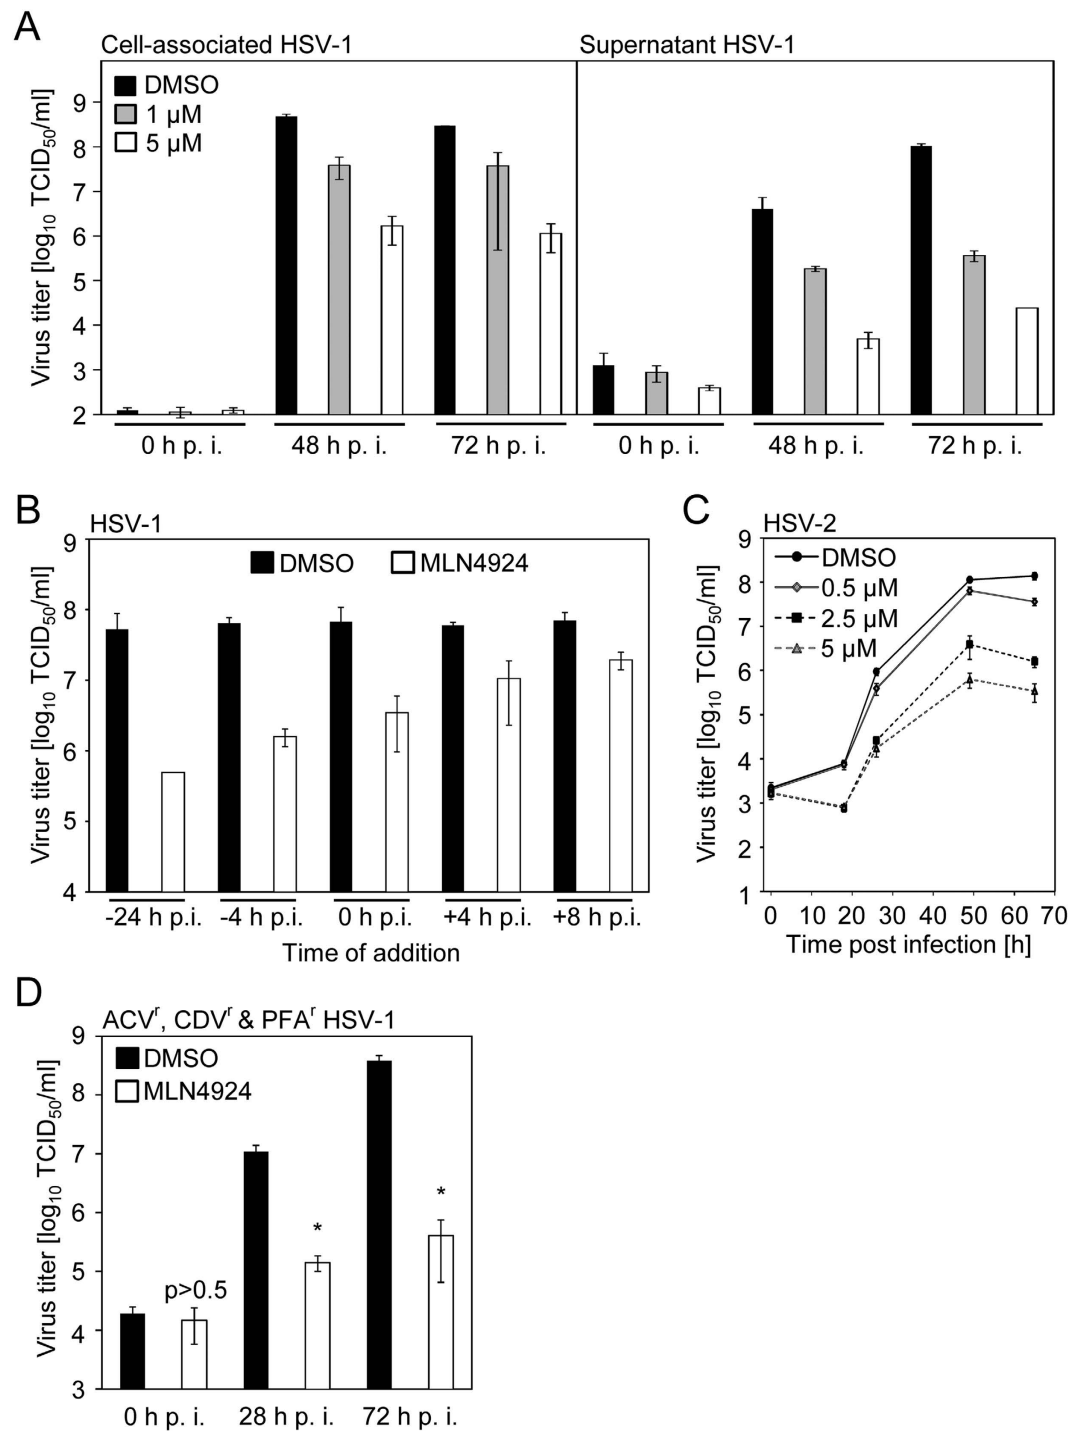 A
Cell-associated HSV-1
Supernatant HSV-1
DMSO
1 µM
5 µM
Virus titer [log10 TCID50/ml]
9
8
7
6
5
4
3
2
0 h p. i.
48 h p. i.
72 h p. i.
0 h p. i.
48 h p. i.
72 h p. i.
B
HSV-1
DMSO
MLN4924
Virus titer [log10 TCID50/ml]
9
8
7
6
5
4
-24 h p.i.
-4 h p.i.
0 h p.i.
+4 h p.i.
+8 h p.i.
Time of addition
C
HSV-2
DMSO
0.5 µM
2.5 µM
5 µM
Virus titer [log10 TCID50/ml]
9
8
7
6
5
4
3
2
1
0 10 20 30 40 50 60 70
Time post infection [h]
D
ACVr, CDVr & PFAr HSV-1
DMSO
MLN4924
Virus titer [log10 TCID50/ml]
9
8
7
6
5
4
3
p>0.5
*
*
0 h p. i.
28 h p. i.
72 h p. i.